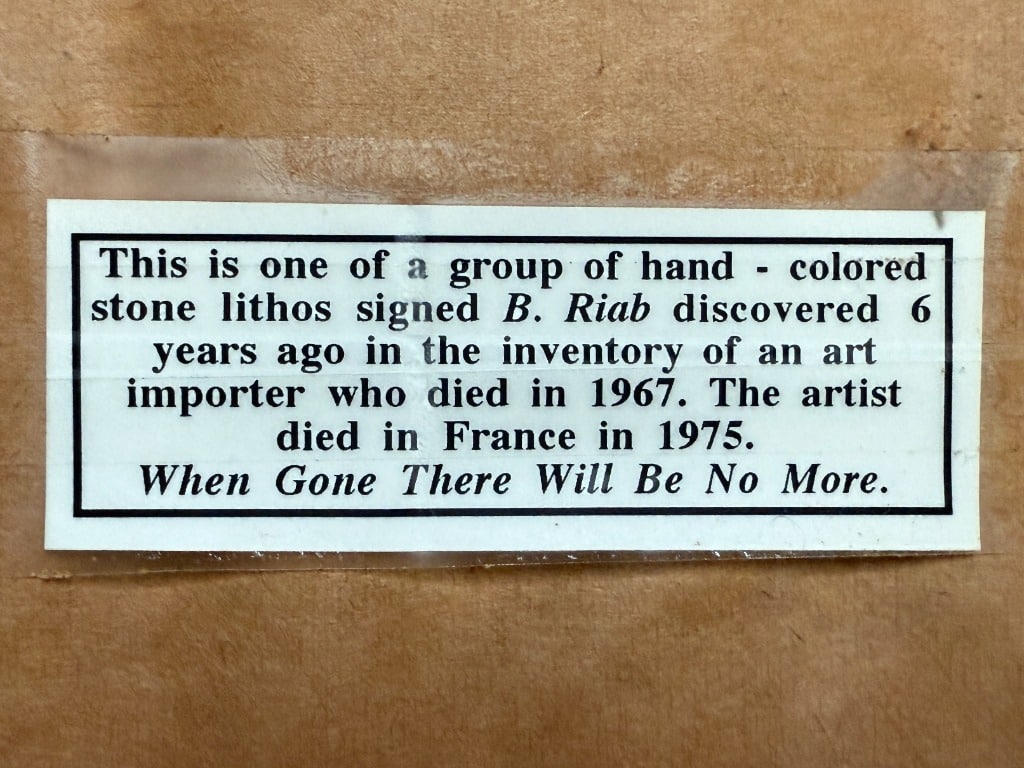 This is one of a group of hand - colored
stone lithos signed B. Riab discovered 6
years ago in the inventory of an art
importer who died in 1967. The artist
died in France in 1975.
When Gone There Will Be No More.